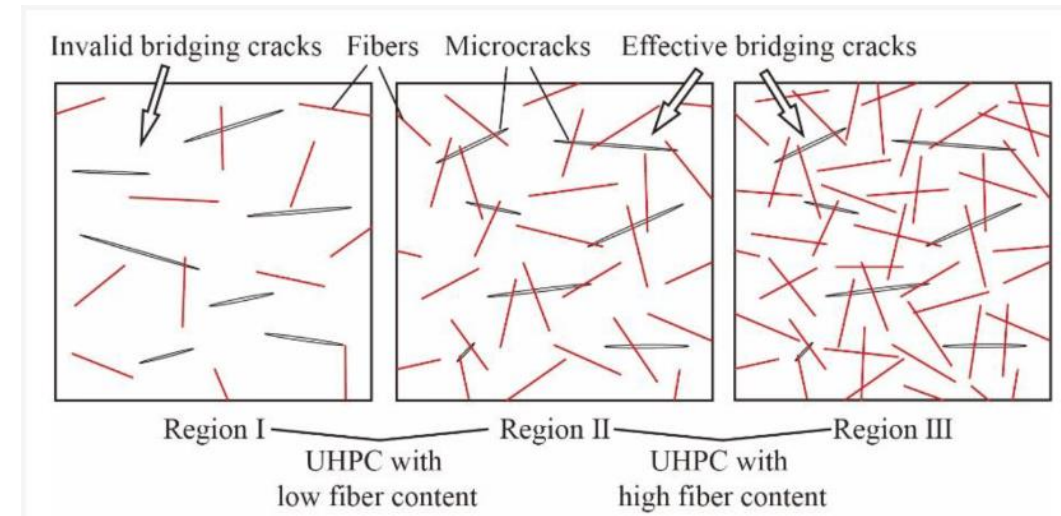 Invalid bridging cracks Fibers Microcracks Effective bridging cracks
Region I Region II Region III
UHPC with UHPC with
low fiber content high fiber content